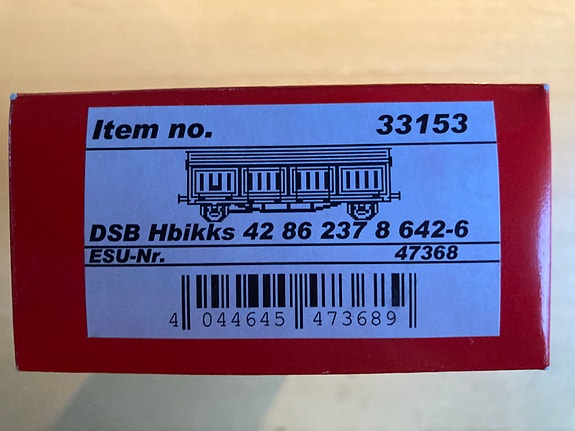 Item no. 33153
DSB Hbikks 42 86 237 8 642-6
ESU-Nr. 47368
4 044645 473689